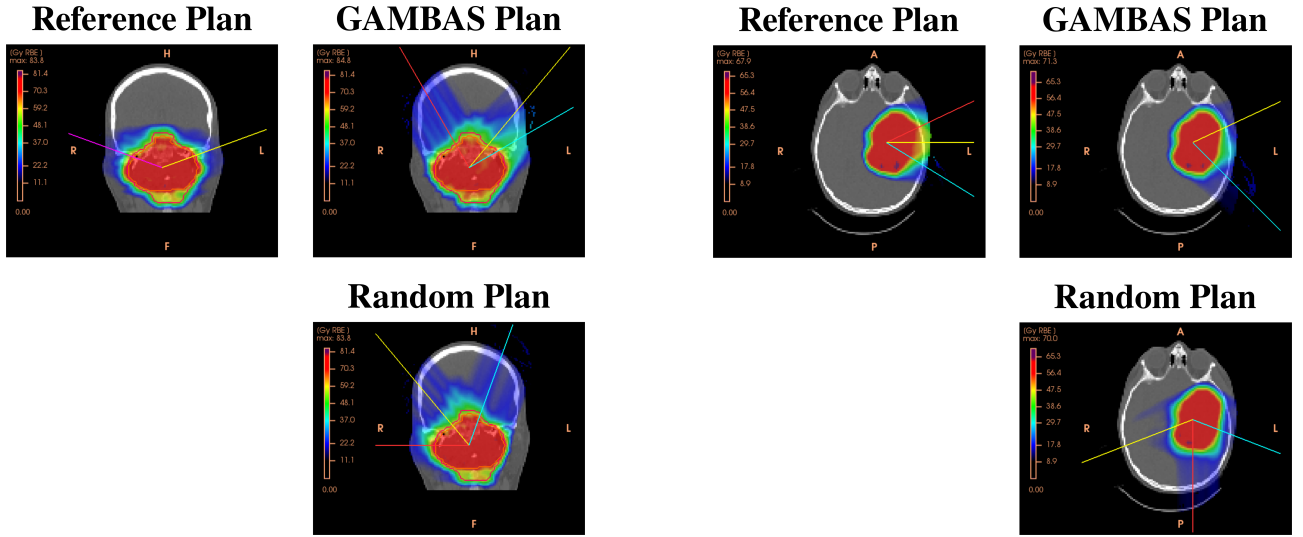 Reference Plan
GAMBAS Plan
Reference Plan
GAMBAS Plan
(Gy RBE )
max: 83.8
81.4
70.3
59.2
48.1
37.0
22.2
11.1
0.00
H
R
L
F
(Gy RBE )
max: 84.8
81.4
70.3
59.2
48.1
37.0
22.2
11.1
0.00
H
R
L
F
(Gy RBE )
max: 67.9
65.3
56.4
47.5
38.6
29.7
17.8
8.9
0.00
A
R
L
P
(Gy RBE )
max: 71.3
65.3
56.4
47.5
38.6
29.7
17.8
8.9
0.00
A
R
L
P
Random Plan
Random Plan
(Gy RBE )
max: 83.8
81.4
70.3
59.2
48.1
37.0
22.2
11.1
0.00
H
R
L
F
(Gy RBE )
max: 70.0
65.3
56.4
47.5
38.6
29.7
17.8
8.9
0.00
A
R
L
P